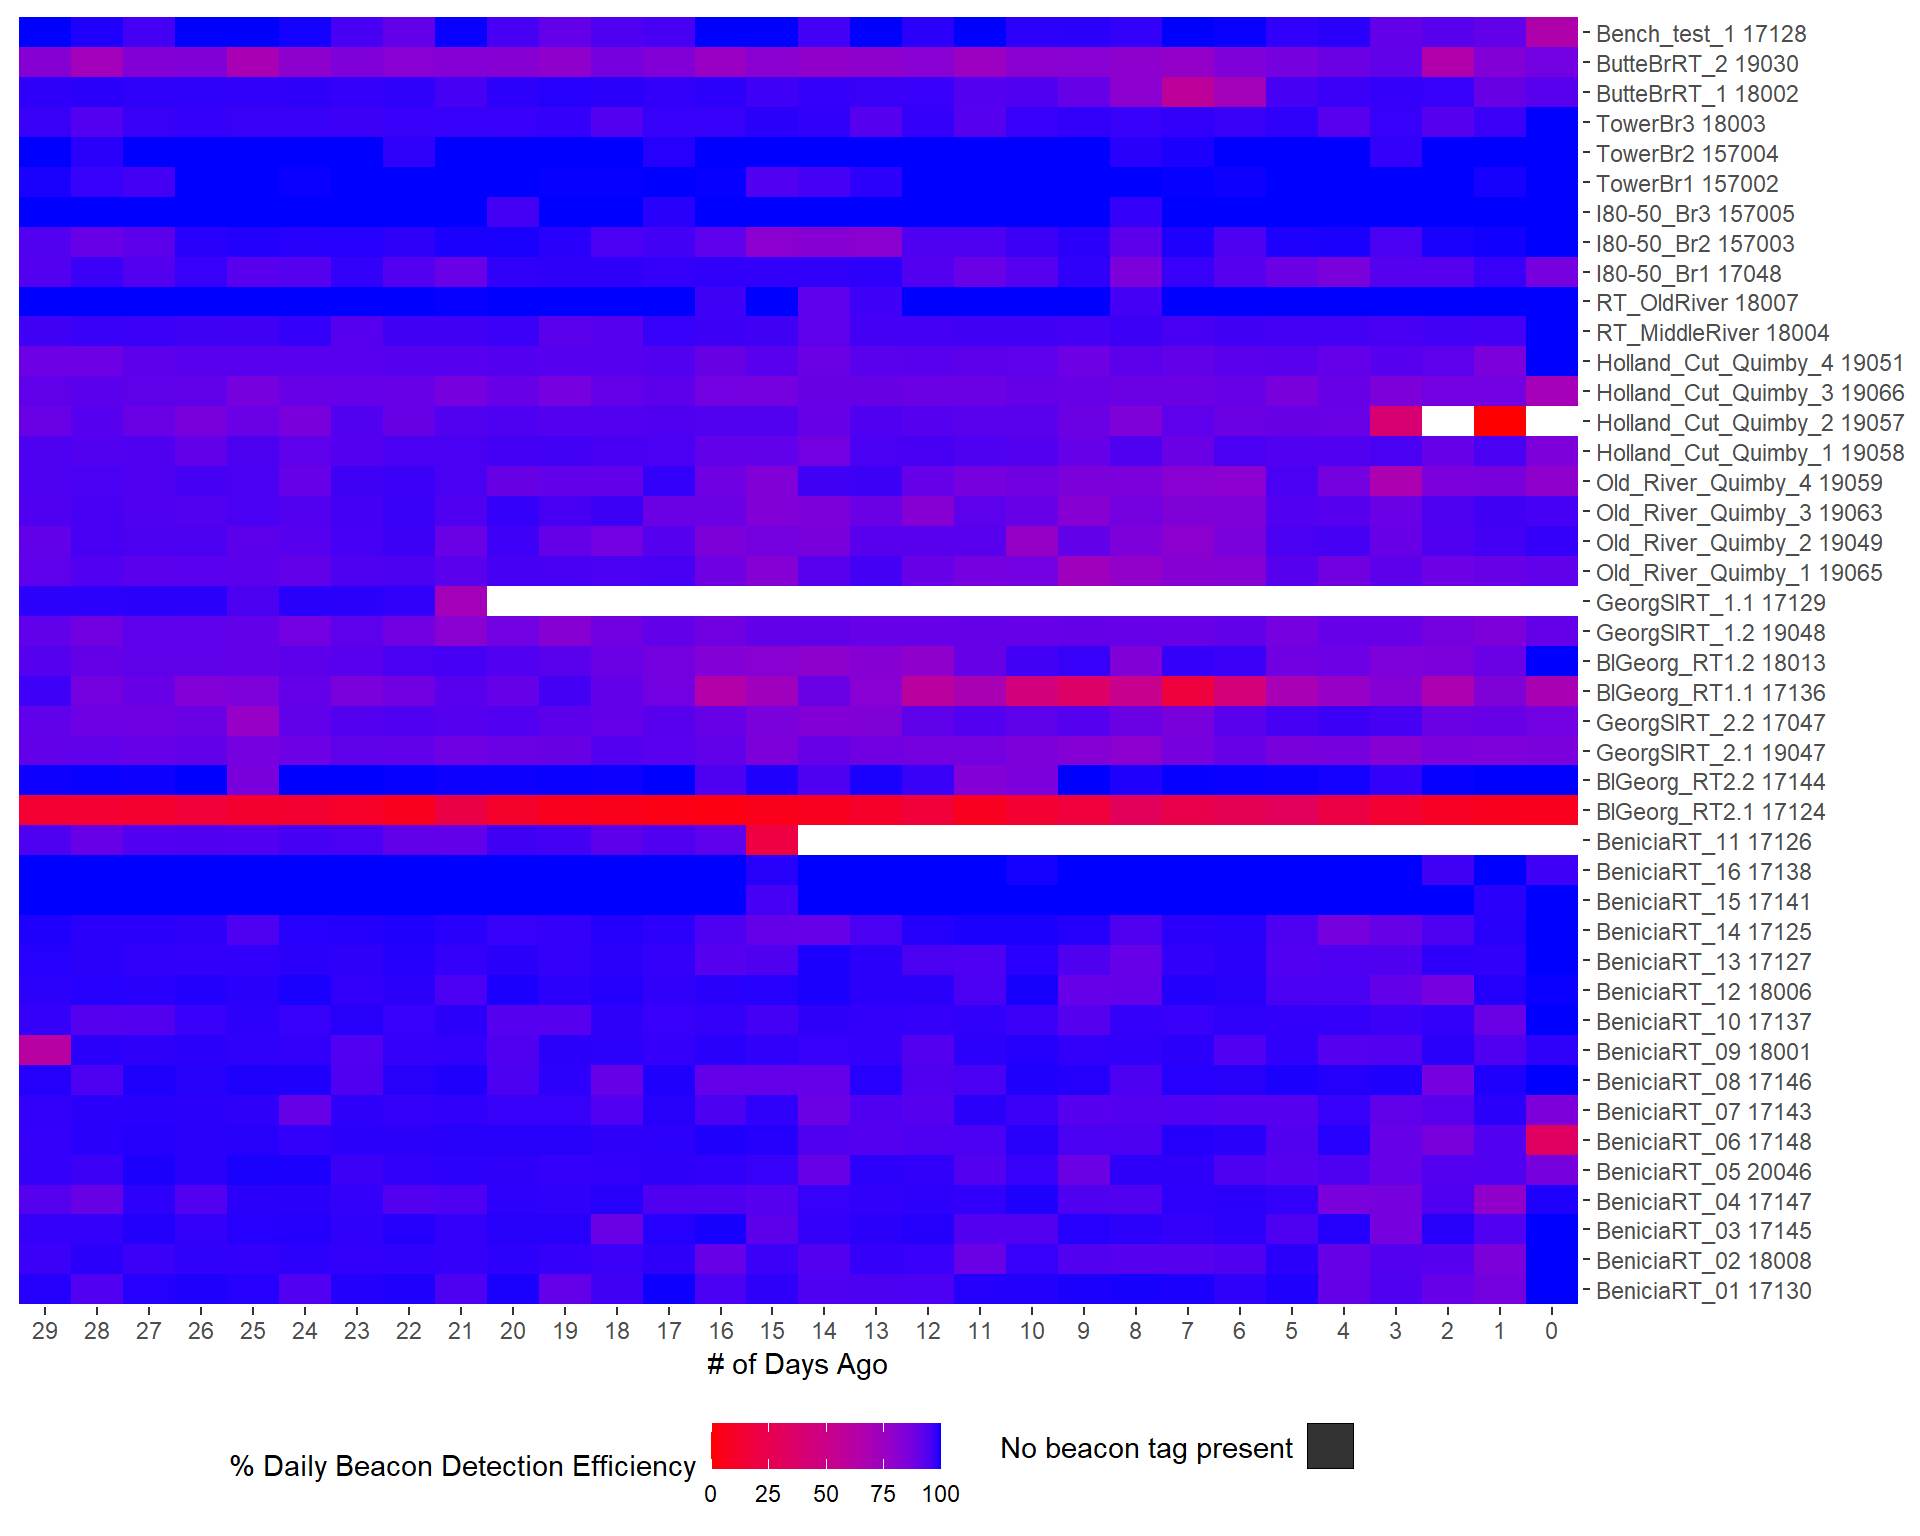 Bench_test_1 17128
ButteBrRT_2 19030
ButteBrRT_1 18002
TowerBr3 18003
TowerBr2 157004
TowerBr1 157002
I80-50_Br3 157005
I80-50_Br2 157003
I80-50_Br1 17048
RT_OldRiver 18007
RT_MiddleRiver 18004
Holland_Cut_Quimby_4 19051
Holland_Cut_Quimby_3 19066
Holland_Cut_Quimby_2 19057
Holland_Cut_Quimby_1 19058
Old_River_Quimby_4 19059
Old_River_Quimby_3 19063
Old_River_Quimby_2 19049
Old_River_Quimby_1 19065
GeorgSlRT_1.1 17129
GeorgSlRT_1.2 19048
BlGeorg_RT1.2 18013
BlGeorg_RT1.1 17136
GeorgSlRT_2.2 17047
GeorgSlRT_2.1 19047
BlGeorg_RT2.2 17144
BlGeorg_RT2.1 17124
BeniciaRT_11 17126
BeniciaRT_16 17138
BeniciaRT_15 17141
BeniciaRT_14 17125
BeniciaRT_13 17127
BeniciaRT_12 18006
BeniciaRT_10 17137
BeniciaRT_09 18001
BeniciaRT_08 17146
BeniciaRT_07 17143
BeniciaRT_06 17148
BeniciaRT_05 20046
BeniciaRT_04 17147
BeniciaRT_03 17145
BeniciaRT_02 18008
BeniciaRT_01 17130
29 28 27 26 25 24 23 22 21 20 19 18 17 16 15 14 13 12 11 10 9 8 7 6 5 4 3 2 1 0
# of Days Ago
% Daily Beacon Detection Efficiency
0 25 50 75 100
No beacon tag present